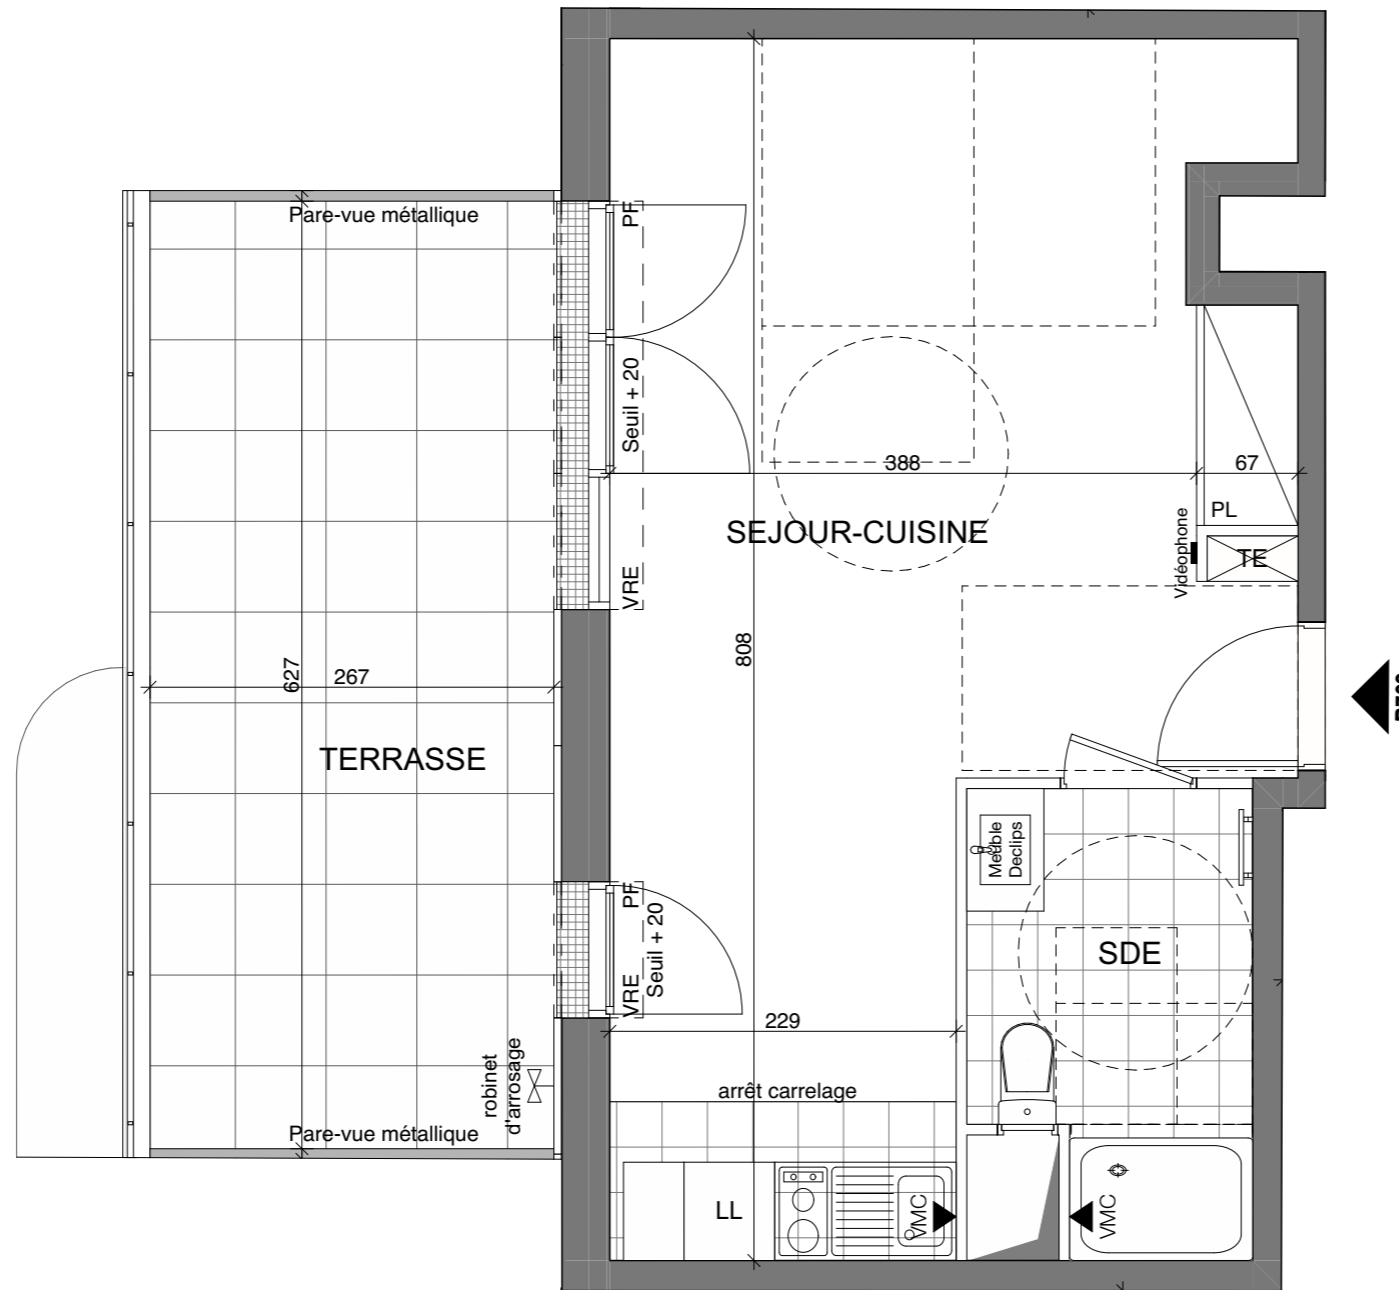 Pare-vue métallique
PF
Seuil + 20
VRE
388
67
PL
SEJOUR-CUISINE
Vidéophone
TE
808
627
267
TERRASSE
Meuble
Declips
SDE
PF
VRE
Seuil + 20
229
robinet
d'arrosage
arrêt carrelage
Pare-vue métallique
LL
VMC
VMC